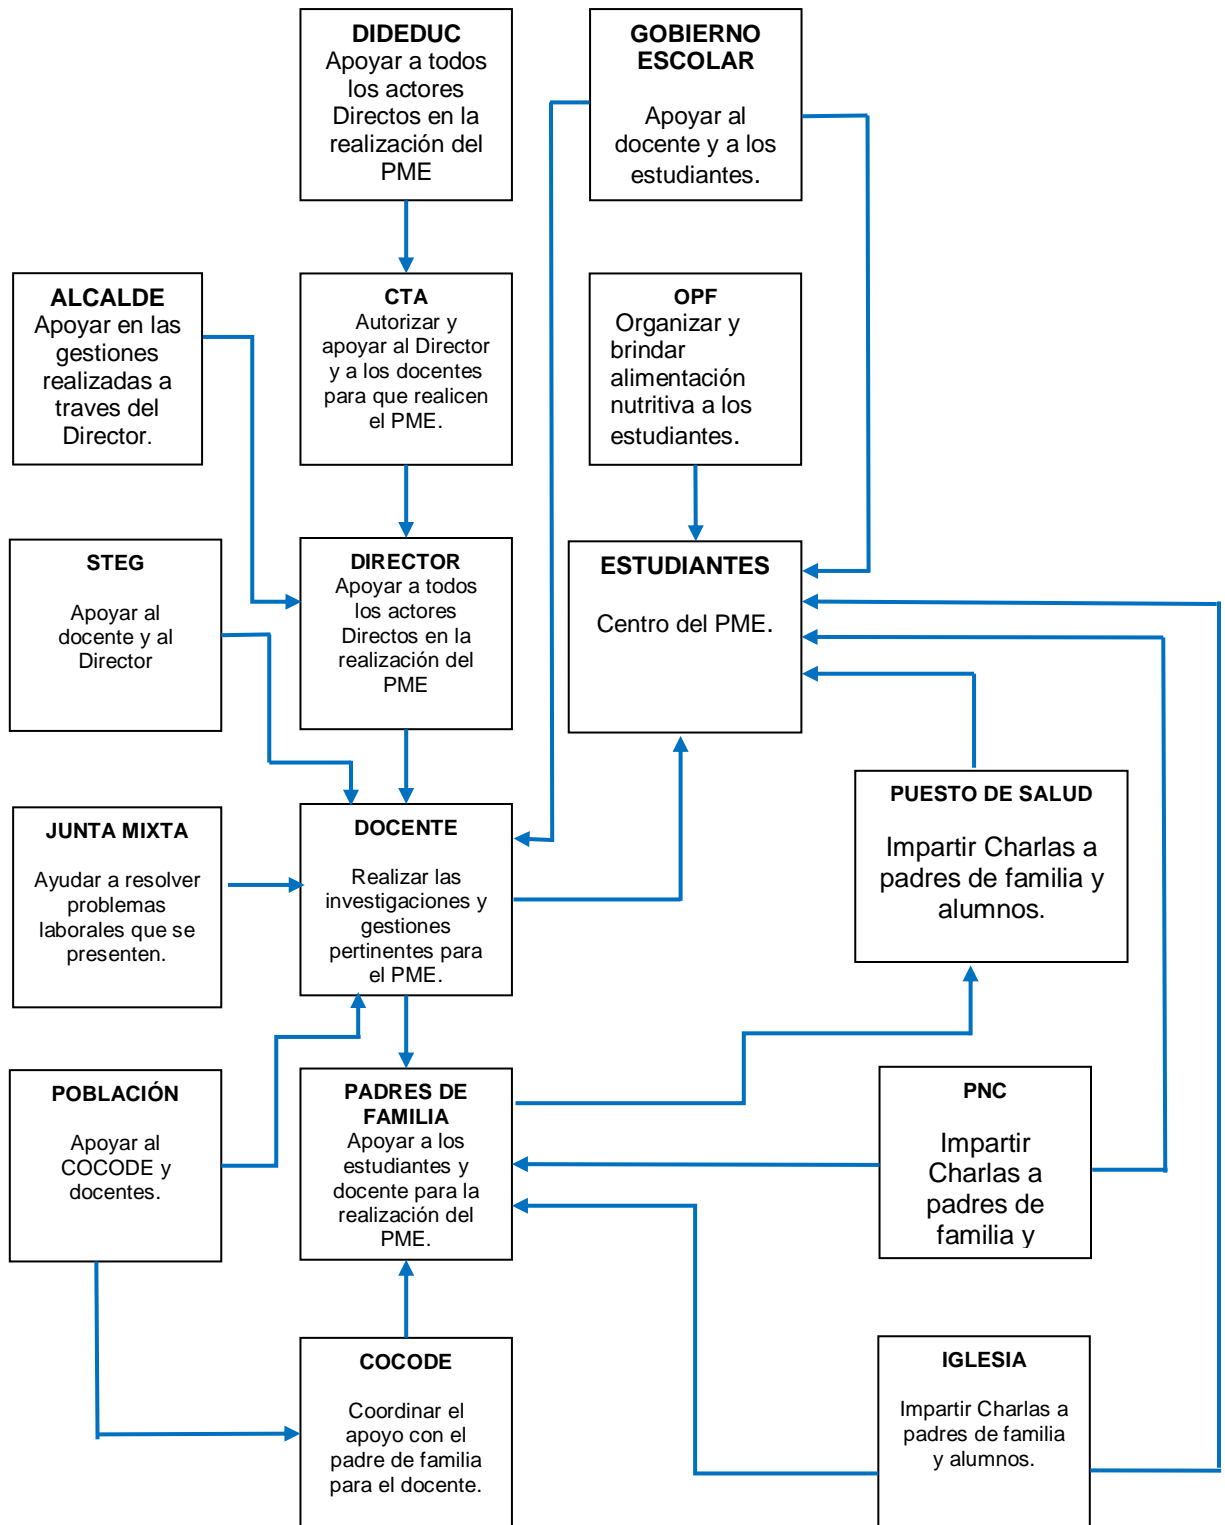 DIDEDUC
Apoyar a todos
los actores
Directos en la
realización del
PME
GOBIERNO
ESCOLAR
Apoyar al
docente y a los
estudiantes.
ALCALDE
Apoyar en las
gestiones
realizadas a
traves del
Director.
CTA
Autorizar y
apoyar al Director
y a los docentes
para que realicen
el PME.
OPF
Organizar y
brindar
alimentación
nutritiva a los
estudiantes.
STEG
Apoyar al
docente y al
Director
DIRECTOR
Apoyar a todos
los actores
Directos en la
realización del
PME
ESTUDIANTES
Centro del PME.
JUNTA MIXTA
Ayudar a resolver
problemas
laborales que se
presenten.
DOCENTE
Realizar las
investigaciones y
gestiones
pertinentes para
el PME.
PUESTO DE SALUD
Impartir Charlas a
padres de familia y
alumnos.
POBLACIÓN
Apoyar al
COCODE y
docentes.
PADRES DE
FAMILIA
Apoyar a los
estudiantes y
docente para la
realización del
PME.
PNC
Impartir
Charlas a
padres de
familia y
COCODE
Coordinar el
apoyo con el
padre de familia
para el docente.
IGLESIA
Impartir Charlas a
padres de familia
y alumnos.